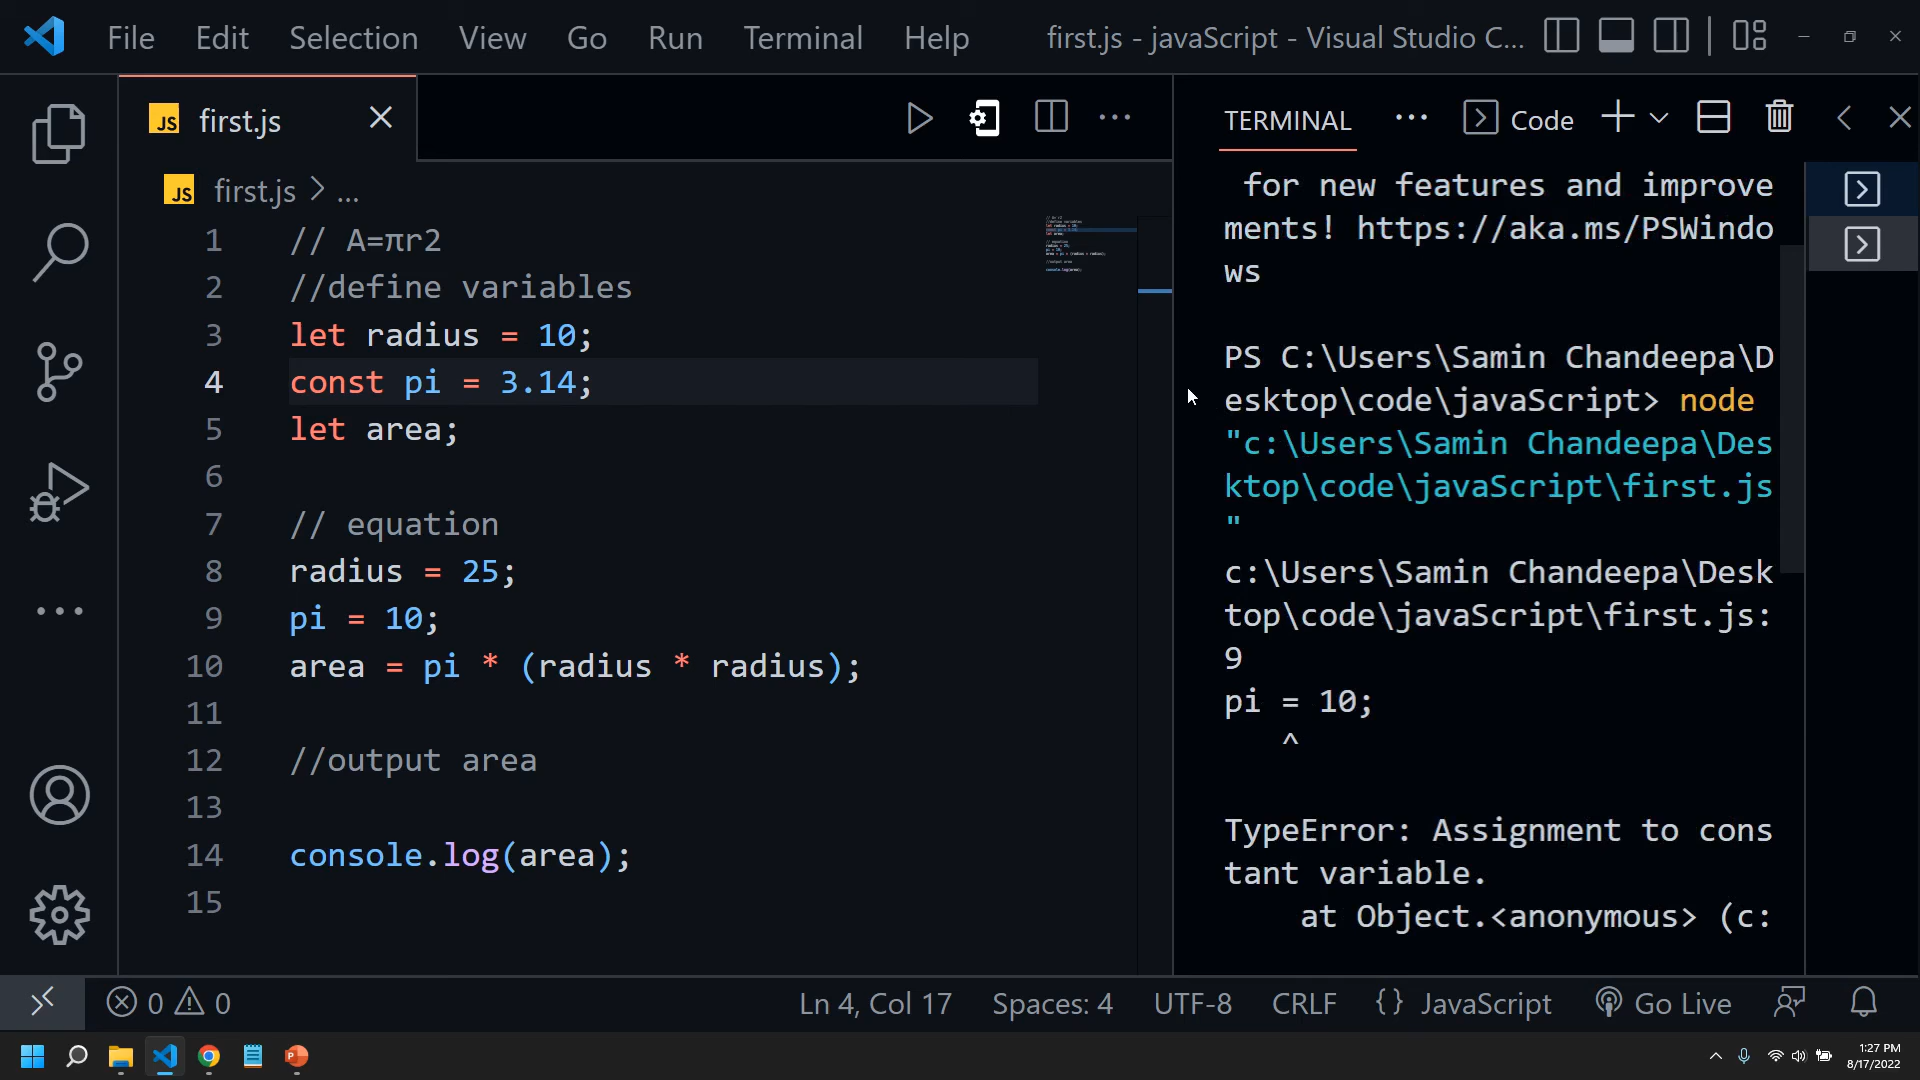 File Edit Selection View Go Run Terminal Help first.js - javaScript - Visual Studio C...
JS first.js
JS first.js > ...
1 // A=πr2
2 //define variables
3 let radius = 10;
4 const pi = 3.14;
5 let area;
6
7 // equation
8 radius = 25;
9 pi = 10;
10 area = pi * (radius * radius);
11
12 //output area
13
14 console.log(area);
15
TERMINAL ... Code
for new features and improve
ments! https://aka.ms/PSWindo
ws
PS C:\Users\Samin Chandeepa\D
esktop\code\javaScript> node
"c:\Users\Samin Chandeepa\Des
ktop\code\javaScript\first.js
"
c:\Users\Samin Chandeepa\Desk
top\code\javaScript\first.js:
9
pi = 10;
^
TypeError: Assignment to cons
tant variable.
at Object.<anonymous> (c:
0 0 Ln 4, Col 17 Spaces: 4 UTF-8 CRLF {} JavaScript Go Live
1:27 PM
8/17/2022